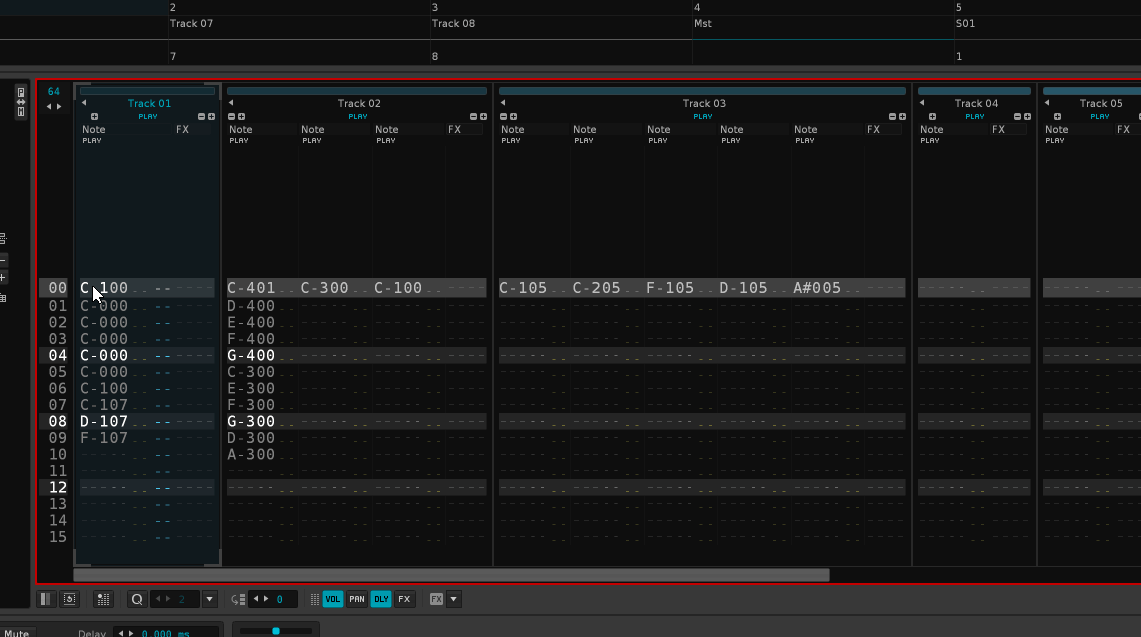 2 3 4 5
Track 07 Track 08 Mst S01
7 8 1
64
Track 01 Track 02 Track 03 Track 04 Track 05
PLAY PLAY PLAY PLAY PLAY
Note FX Note Note Note FX Note Note Note Note Note FX Note FX Note FX
PLAY PLAY PLAY PLAY PLAY PLAY PLAY PLAY PLAY PLAY PLAY
00 C-100 C-401 C-300 C-100 C-105 C-205 F-105 D-105 A#005
01 C-000 D-400
02 C-000 E-400
03 C-000 F-400
04 C-000 G-400
05 C-000 C-300
06 C-100 E-300
07 C-107 F-300
08 D-107 G-300
09 F-107 D-300
10 A-300
11
12
13
14
15
Q 2 0 VOL PAN DLY FX FX
Mute Delay 0.000 ms